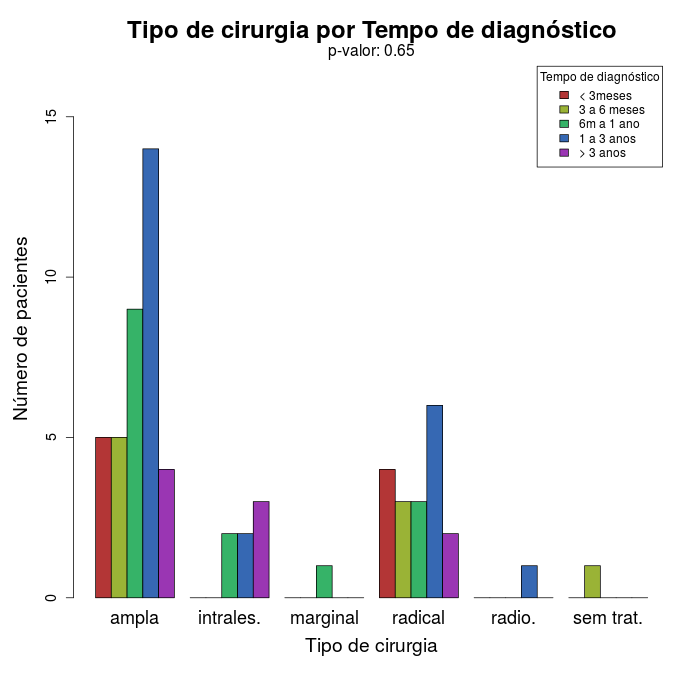 Tipo de cirurgia por Tempo de diagnóstico
p-valor: 0.65
Tempo de diagnóstico
< 3meses
3 a 6 meses
6m a 1 ano
1 a 3 anos
> 3 anos
Número de pacientes
15
10
5
0
ampla intrales. marginal radical radio. sem trat.
Tipo de cirurgia